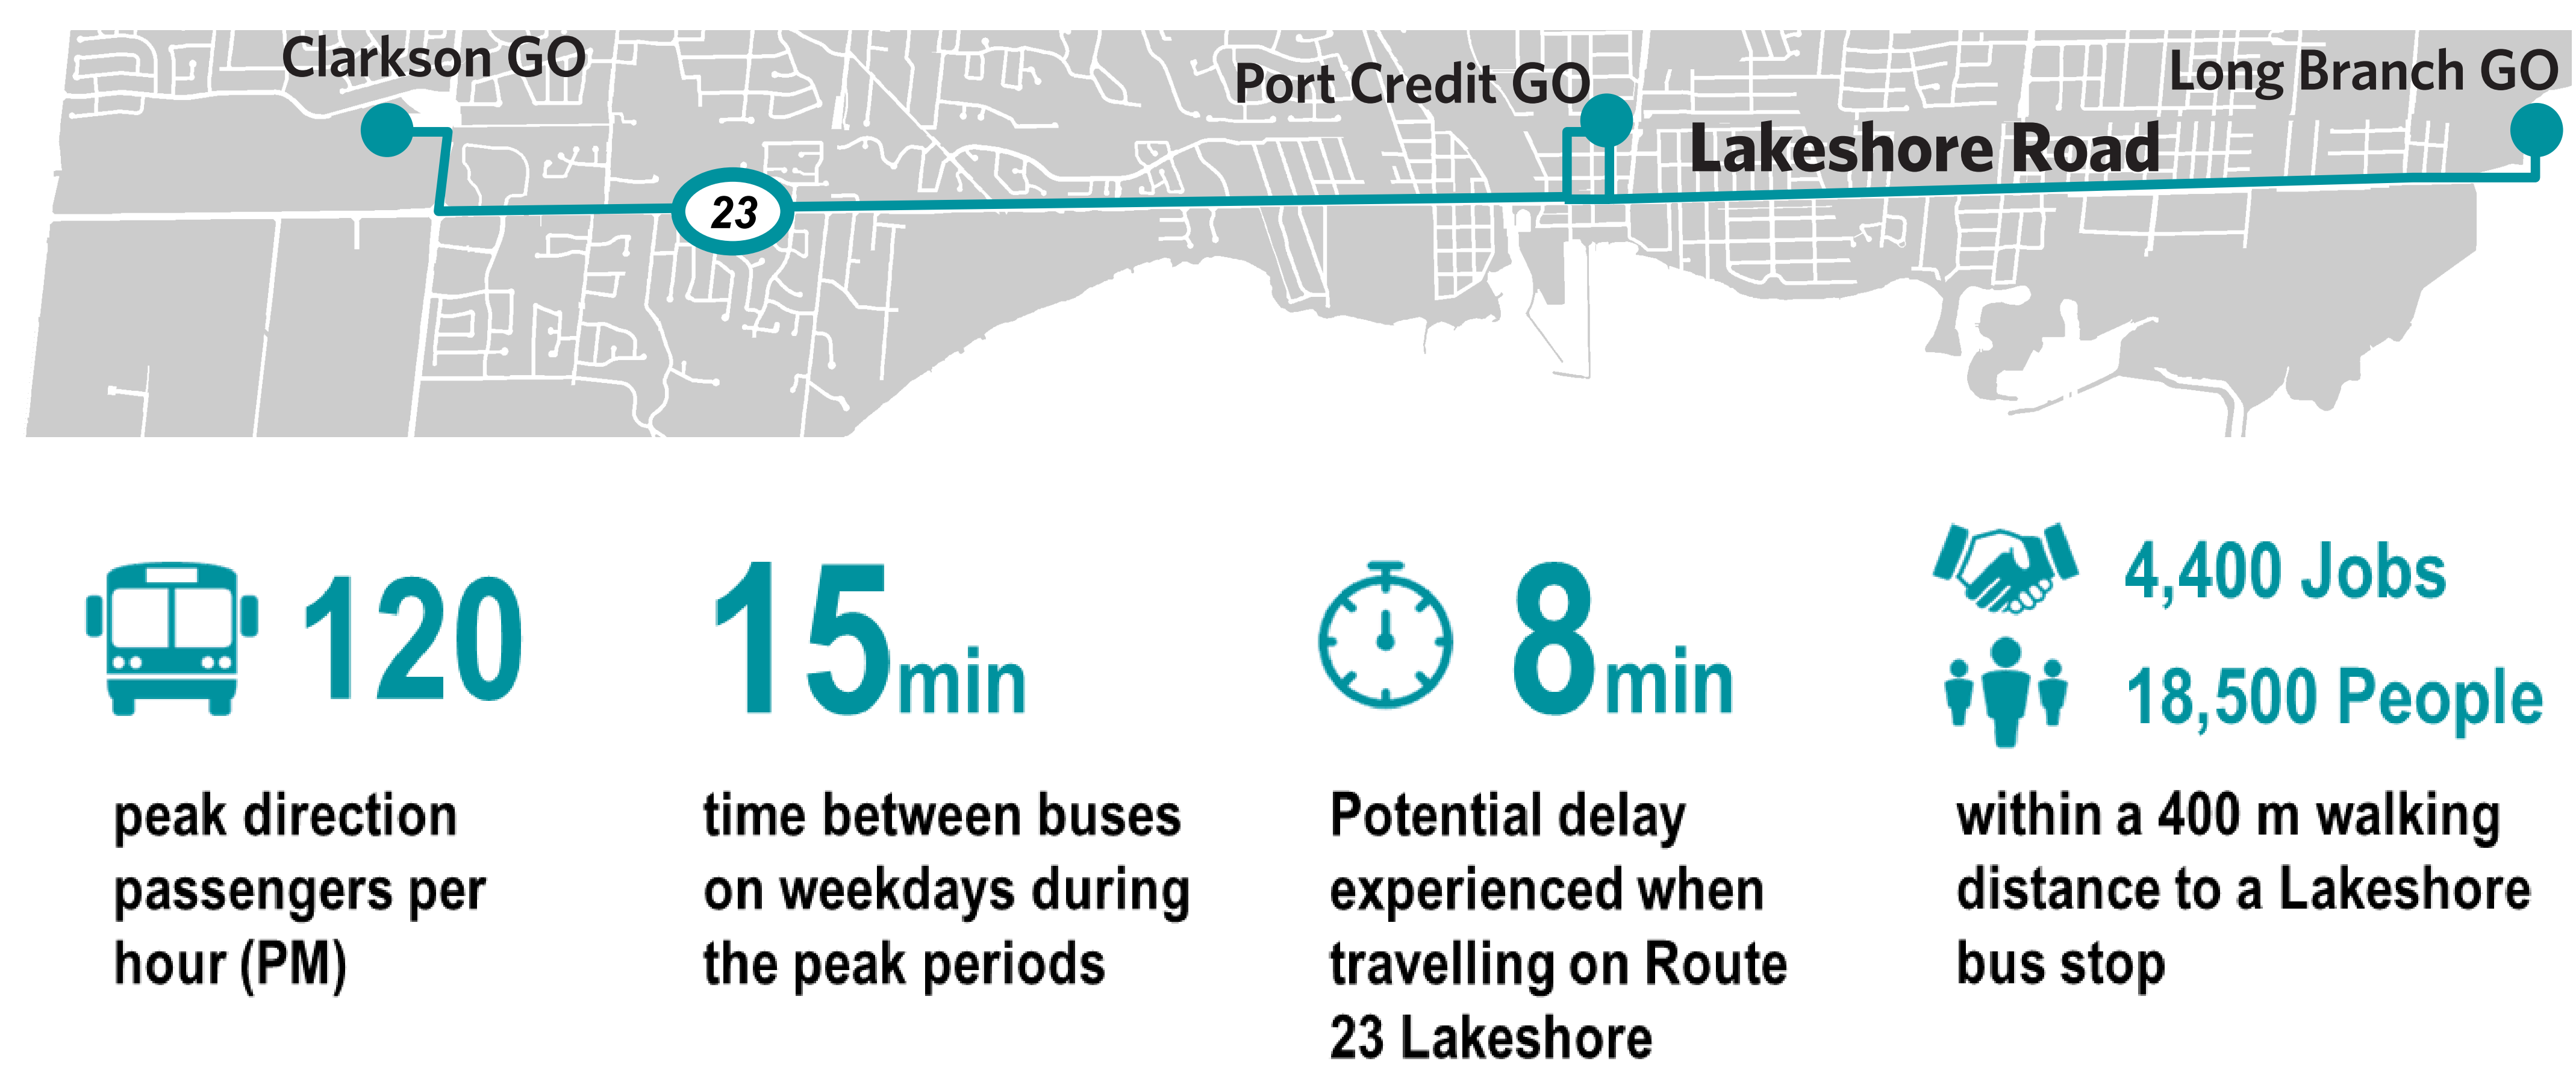 Clarkson GO
Port Credit GO
Long Branch GO
Lakeshore Road
23
120
peak direction
passengers per
hour (PM)
15min
time between buses
on weekdays during
the peak periods
8min
Potential delay
experienced when
travelling on Route
23 Lakeshore
4,400 Jobs
18,500 People
within a 400 m walking
distance to a Lakeshore
bus stop